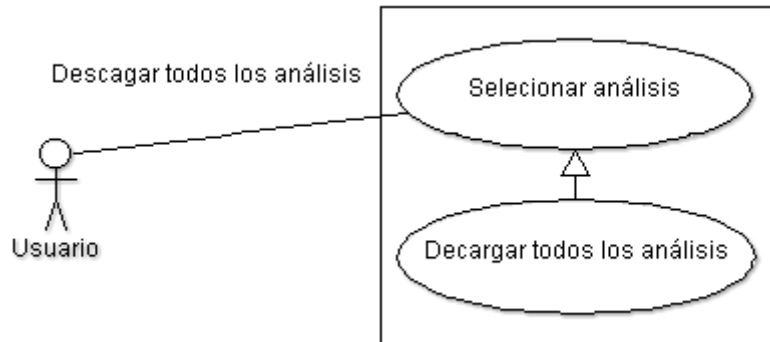 Descagar todos los análisis
Selecionar análisis
Usuario
Decargar todos los análisis